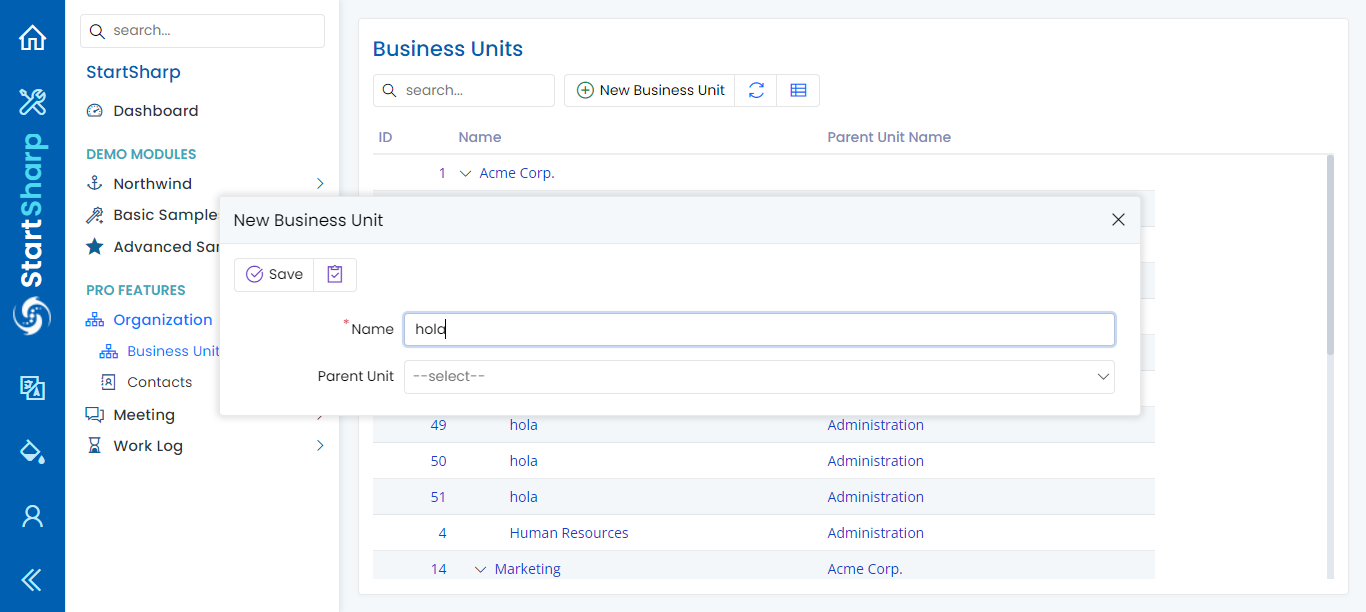 StartSharp
search...
StartSharp
Dashboard
DEMO MODULES
Northwind
Basic Sample
Advanced Sar
PRO FEATURES
Organization
Business Unit
Contacts
Meeting
Work Log
Business Units
search...
New Business Unit
ID Name Parent Unit Name
1 Acme Corp.
New Business Unit
Save
*Name hola
Parent Unit --select--
49 hola Administration
50 hola Administration
51 hola Administration
4 Human Resources Administration
14 Marketing Acme Corp.